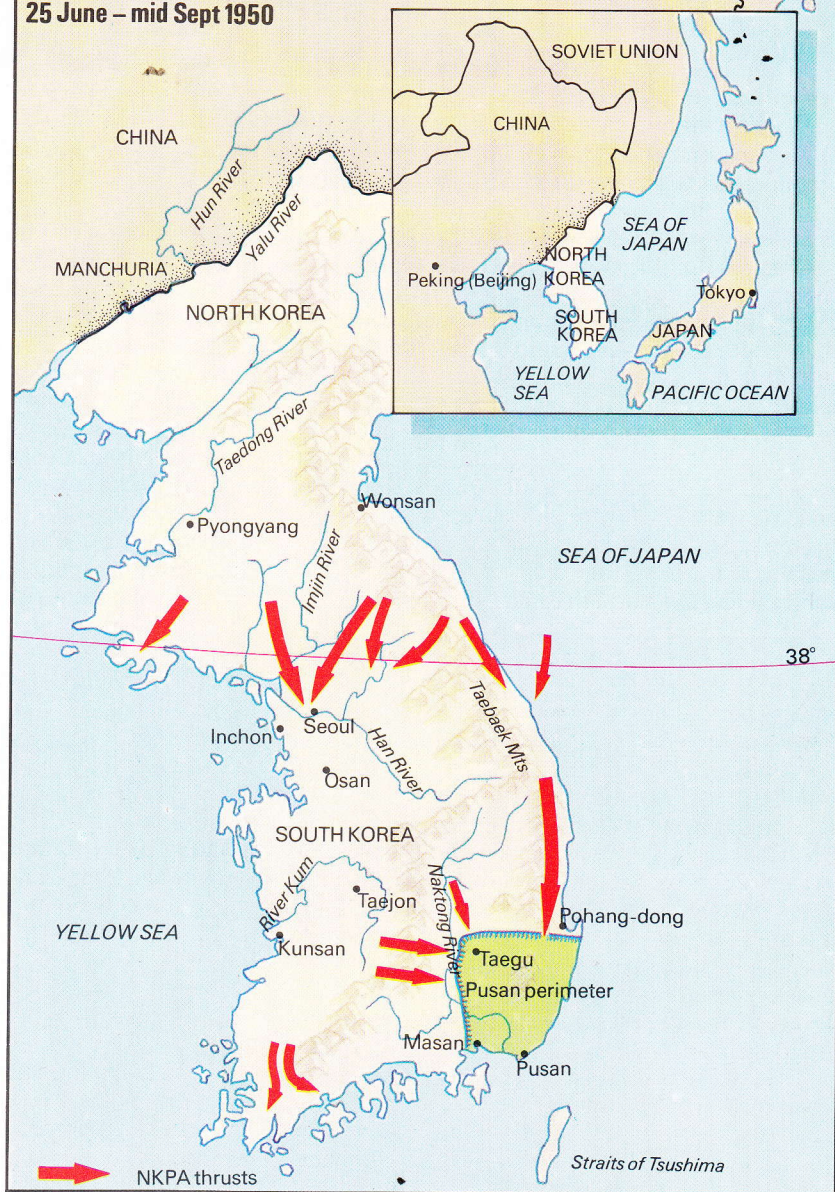 25 June – mid Sept 1950
SOVIET UNION
CHINA
SEA OF
JAPAN
NORTH
KOREA
Peking (Beijing)
Tokyo
SOUTH
KOREA
JAPAN
YELLOW
SEA
PACIFIC OCEAN
CHINA
Hun River
Yalu River
MANCHURIA
NORTH KOREA
Taedong River
Wonsan
Pyongyang
Imjin River
SEA OF JAPAN
38°
Taebaek Mts
Seoul
Inchon
Han River
Osan
SOUTH KOREA
River Kum
Naktong River
Taejon
Pohang-dong
YELLOW SEA
Kunsan
Taegu
Pusan perimeter
Masan
Pusan
Straits of Tsushima
NKPA thrusts